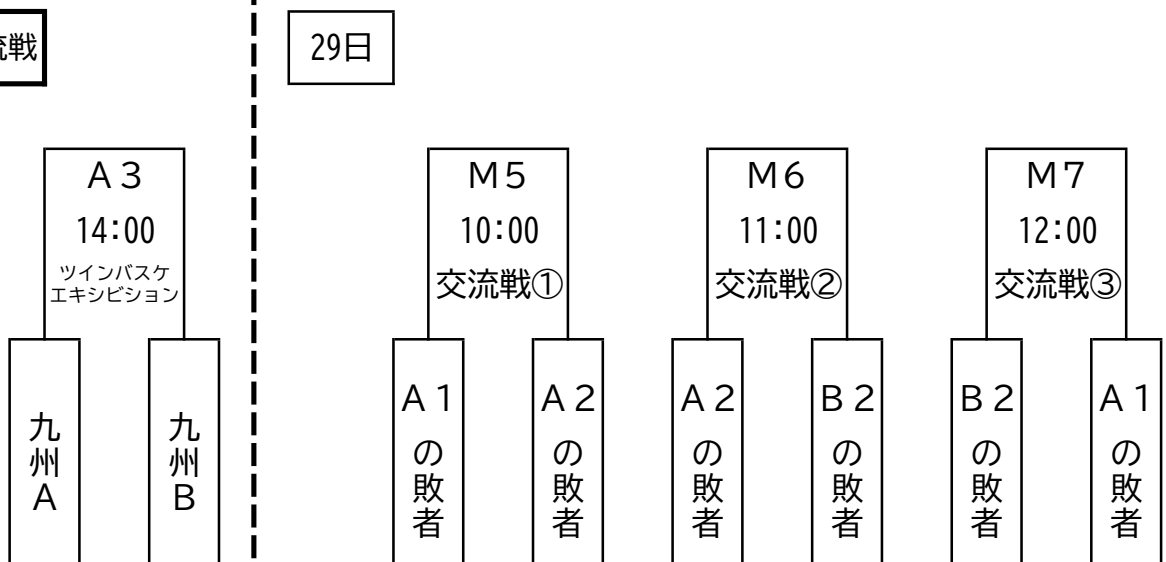 流戦
29日
A3
14:00
ツインバスケ
エキシビション
九州A
九州B
M5
10:00
交流戦①
A1の敗者
A2の敗者
M6
11:00
交流戦②
A2の敗者
B2の敗者
M7
12:00
交流戦③
B2の敗者
A1の敗者